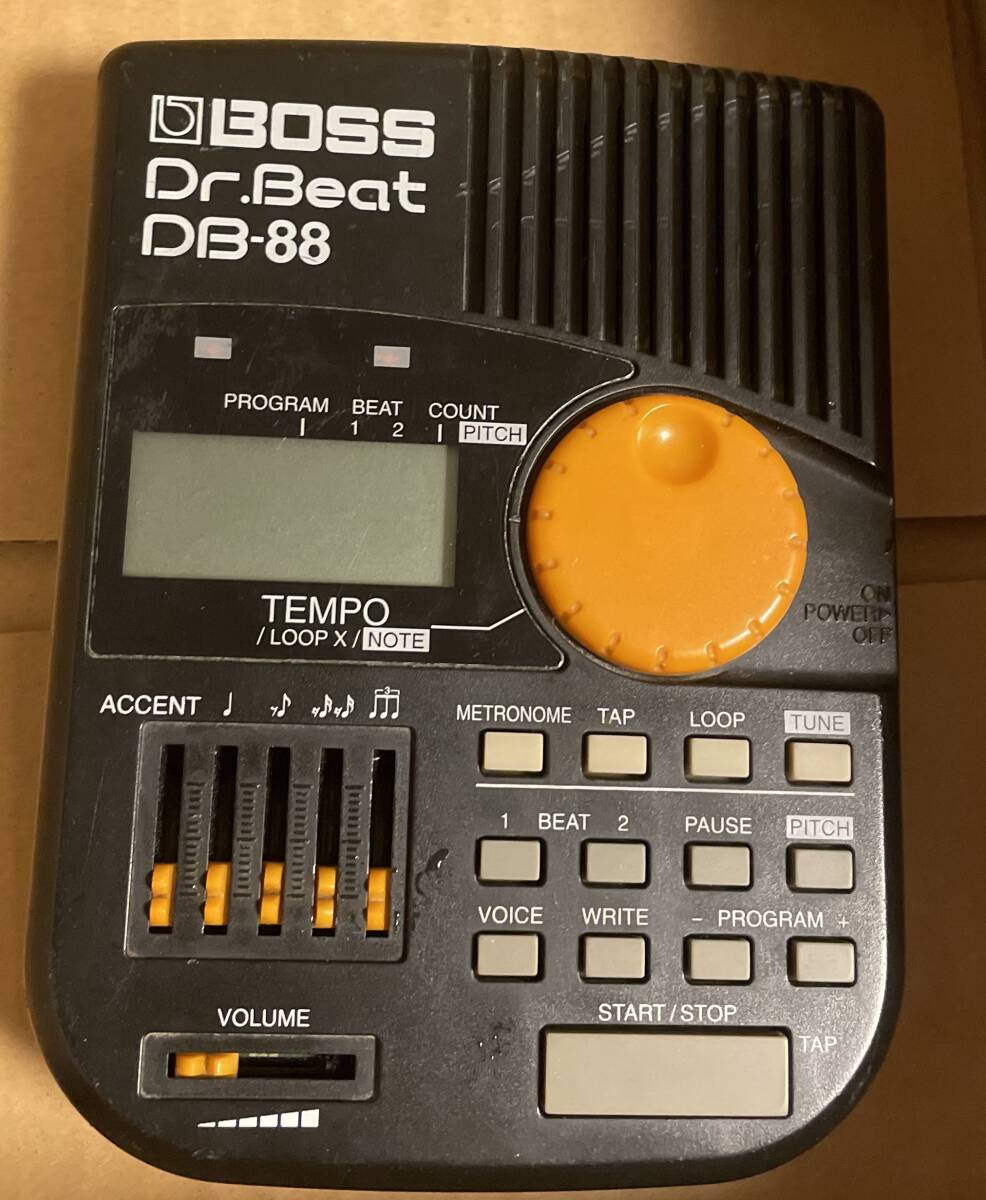 BOSS
Dr.Beat
DB-88
PROGRAM BEAT COUNT
1 2 PITCH
TEMPO
/ LOOP X / NOTE
ON
POWER
OFF
ACCENT
3
METRONOME TAP LOOP TUNE
1 BEAT 2 PAUSE PITCH
VOICE WRITE - PROGRAM +
VOLUME
START / STOP
TAP